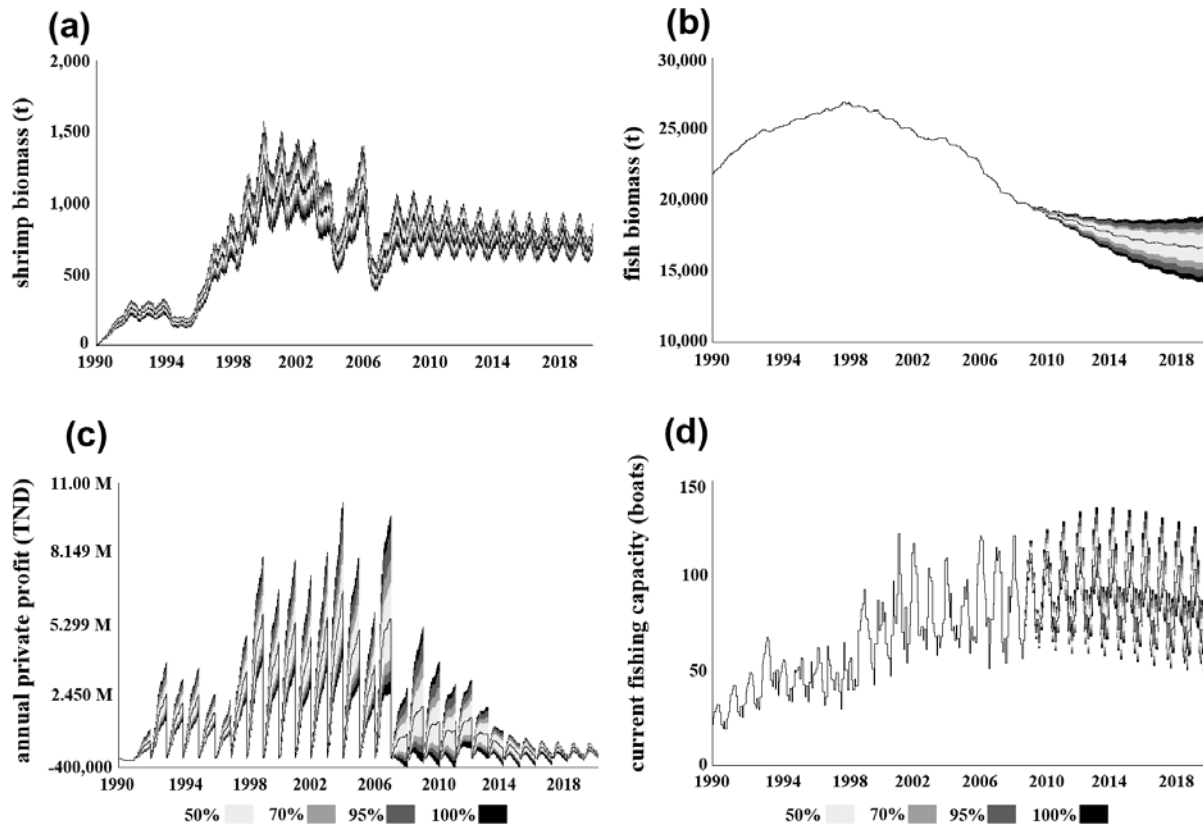 (a)
2,000
1,500
1,000
500
0
shrimp biomass (t)
1990 1994 1998 2002 2006 2010 2014 2018
(b)
30,000
25,000
20,000
15,000
10,000
fish biomass (t)
1990 1994 1998 2002 2006 2010 2014 2018
(c)
11.00 M
8.149 M
5.299 M
2.450 M
-400,000
annual private profit (TND)
1990 1994 1998 2002 2006 2010 2014 2018
50% 70% 95% 100%
(d)
150
100
50
0
current fishing capacity (boats)
1990 1994 1998 2002 2006 2010 2014 2018
50% 70% 95% 100%